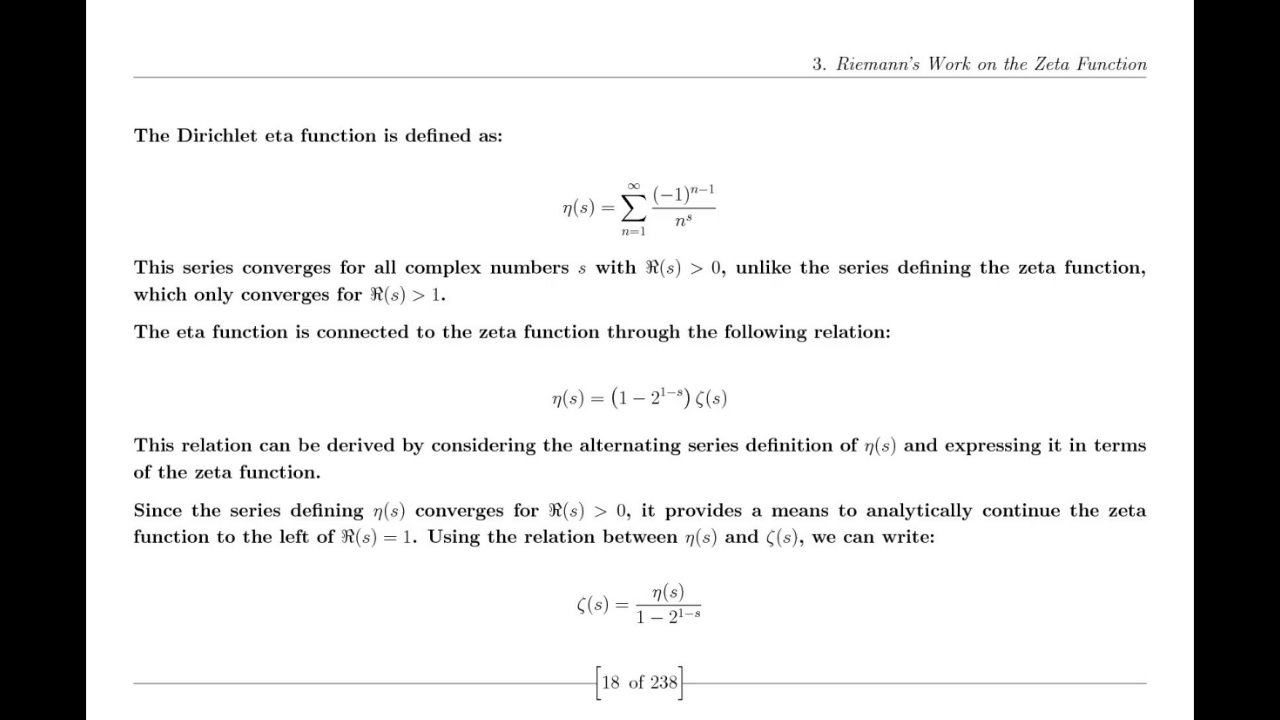 3. Riemann's Work on the Zeta Function
The Dirichlet eta function is defined as:
η(s) = ∑_{n=1}^{∞} (−1)^{n−1} / n^s
This series converges for all complex numbers s with ℜ(s) > 0, unlike the series defining the zeta function,
which only converges for ℜ(s) > 1.
The eta function is connected to the zeta function through the following relation:
η(s) = (1 − 2^{1−s}) ζ(s)
This relation can be derived by considering the alternating series definition of η(s) and expressing it in terms
of the zeta function.
Since the series defining η(s) converges for ℜ(s) > 0, it provides a means to analytically continue the zeta
function to the left of ℜ(s) = 1. Using the relation between η(s) and ζ(s), we can write:
ζ(s) = η(s) / (1 − 2^{1−s})
[18 of 238]